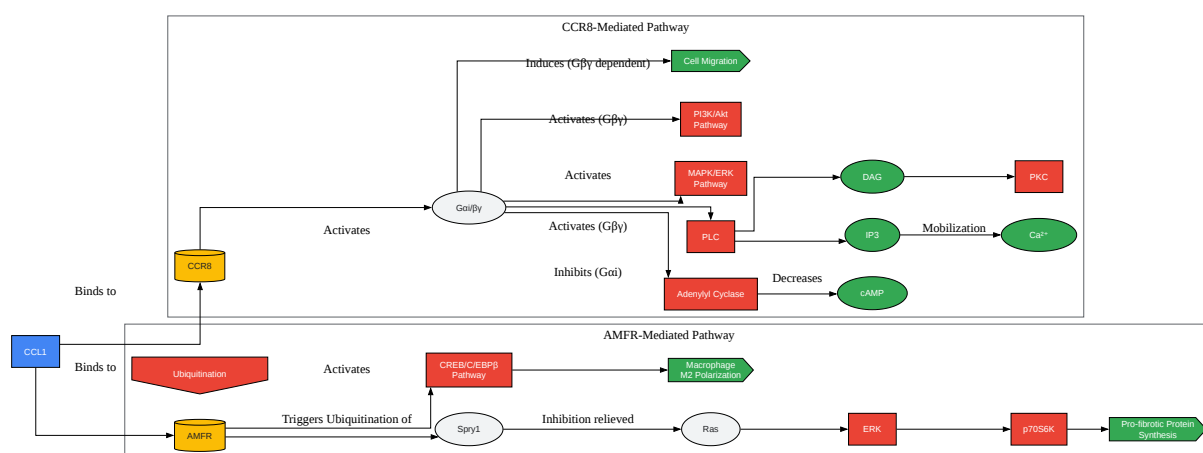 CCR8-Mediated Pathway
Induces (Gβγ dependent)
Cell Migration
Activates (Gβγ)
PI3K/Akt
Pathway
Activates
MAPK/ERK
Pathway
DAG
PKC
Gαi/βγ
Activates
Activates (Gβγ)
PLC
IP3
Mobilization
Ca²⁺
CCR8
Inhibits (Gαi)
Adenylyl Cyclase
Decreases
cAMP
Binds to
AMFR-Mediated Pathway
CCL1
Binds to
Ubiquitination
Activates
CREB/C/EBPβ
Pathway
Macrophage
M2 Polarization
AMFR
Triggers Ubiquitination of
Spry1
Inhibition relieved
Ras
ERK
p70S6K
Pro-fibrotic Protein
Synthesis